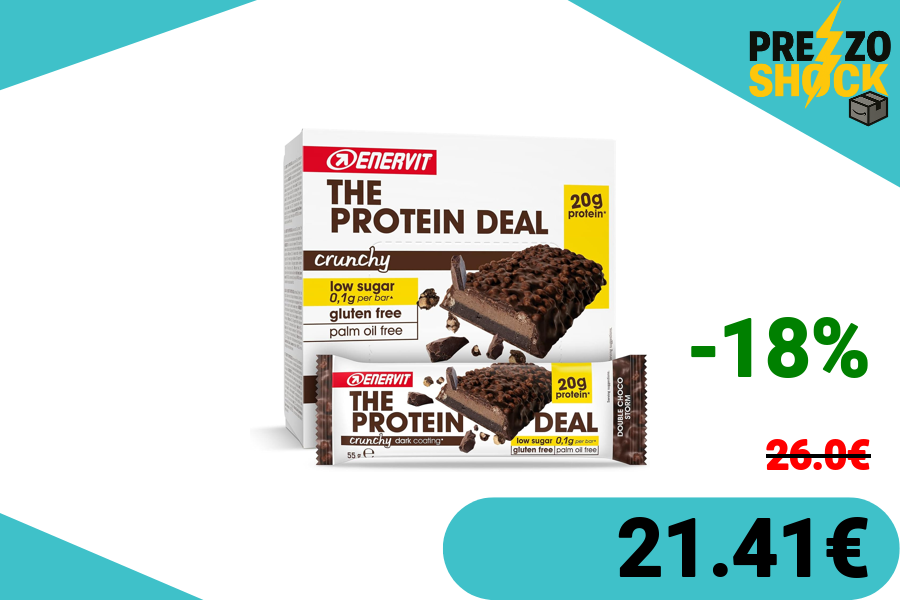 PREZZO
SHOCK
ENERVIT
THE
PROTEIN DEAL
20g
protein*
crunchy
low sugar
0,1g per bar*
gluten free
palm oil free
ENERVIT
THE
PROTEIN DEAL
20g
protein*
crunchy dark coating*
low sugar 0,1g per bar*
gluten free palm oil free
55g e
DOUBLE CHOCO
STORM
-18%
26.0€
21.41€